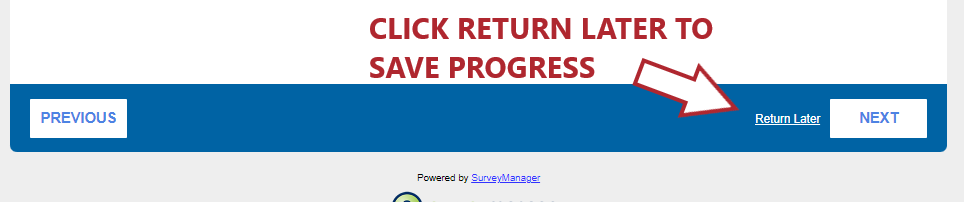 CLICK RETURN LATER TO
SAVE PROGRESS
PREVIOUS
Return Later
NEXT
Powered by SurveyManager